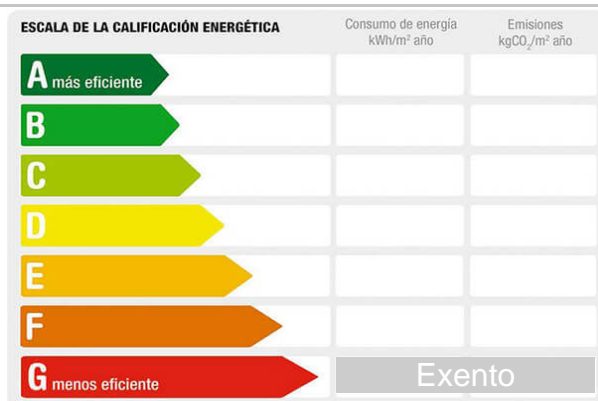 ESCALA DE LA CALIFICACIÓN ENERGÉTICA
Consumo de energía
kWh/m² año
Emisiones
kgCO₂/m² año
A más eficiente
B
C
D
E
F
G menos eficiente
Exento